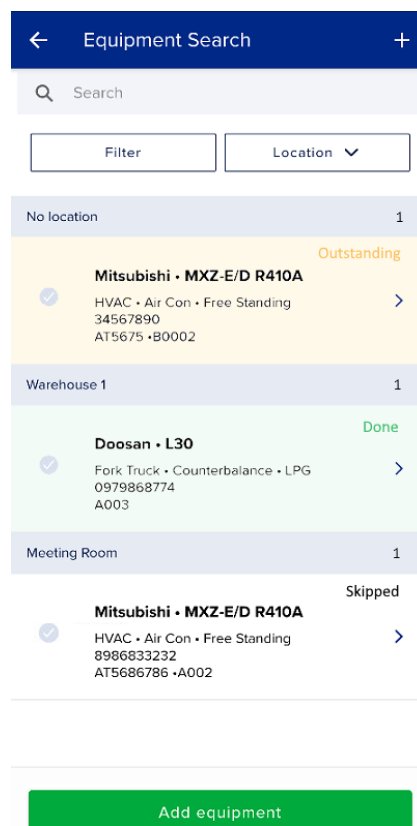 Equipment Search
Search
Filter
Location
No location 1
Outstanding
Mitsubishi • MXZ-E/D R410A
HVAC • Air Con • Free Standing
34567890
AT5675 •B0002
Warehouse 1 1
Done
Doosan • L30
Fork Truck • Counterbalance • LPG
0979868774
A003
Meeting Room 1
Skipped
Mitsubishi • MXZ-E/D R410A
HVAC • Air Con • Free Standing
8986833232
AT5686786 •A002
Add equipment